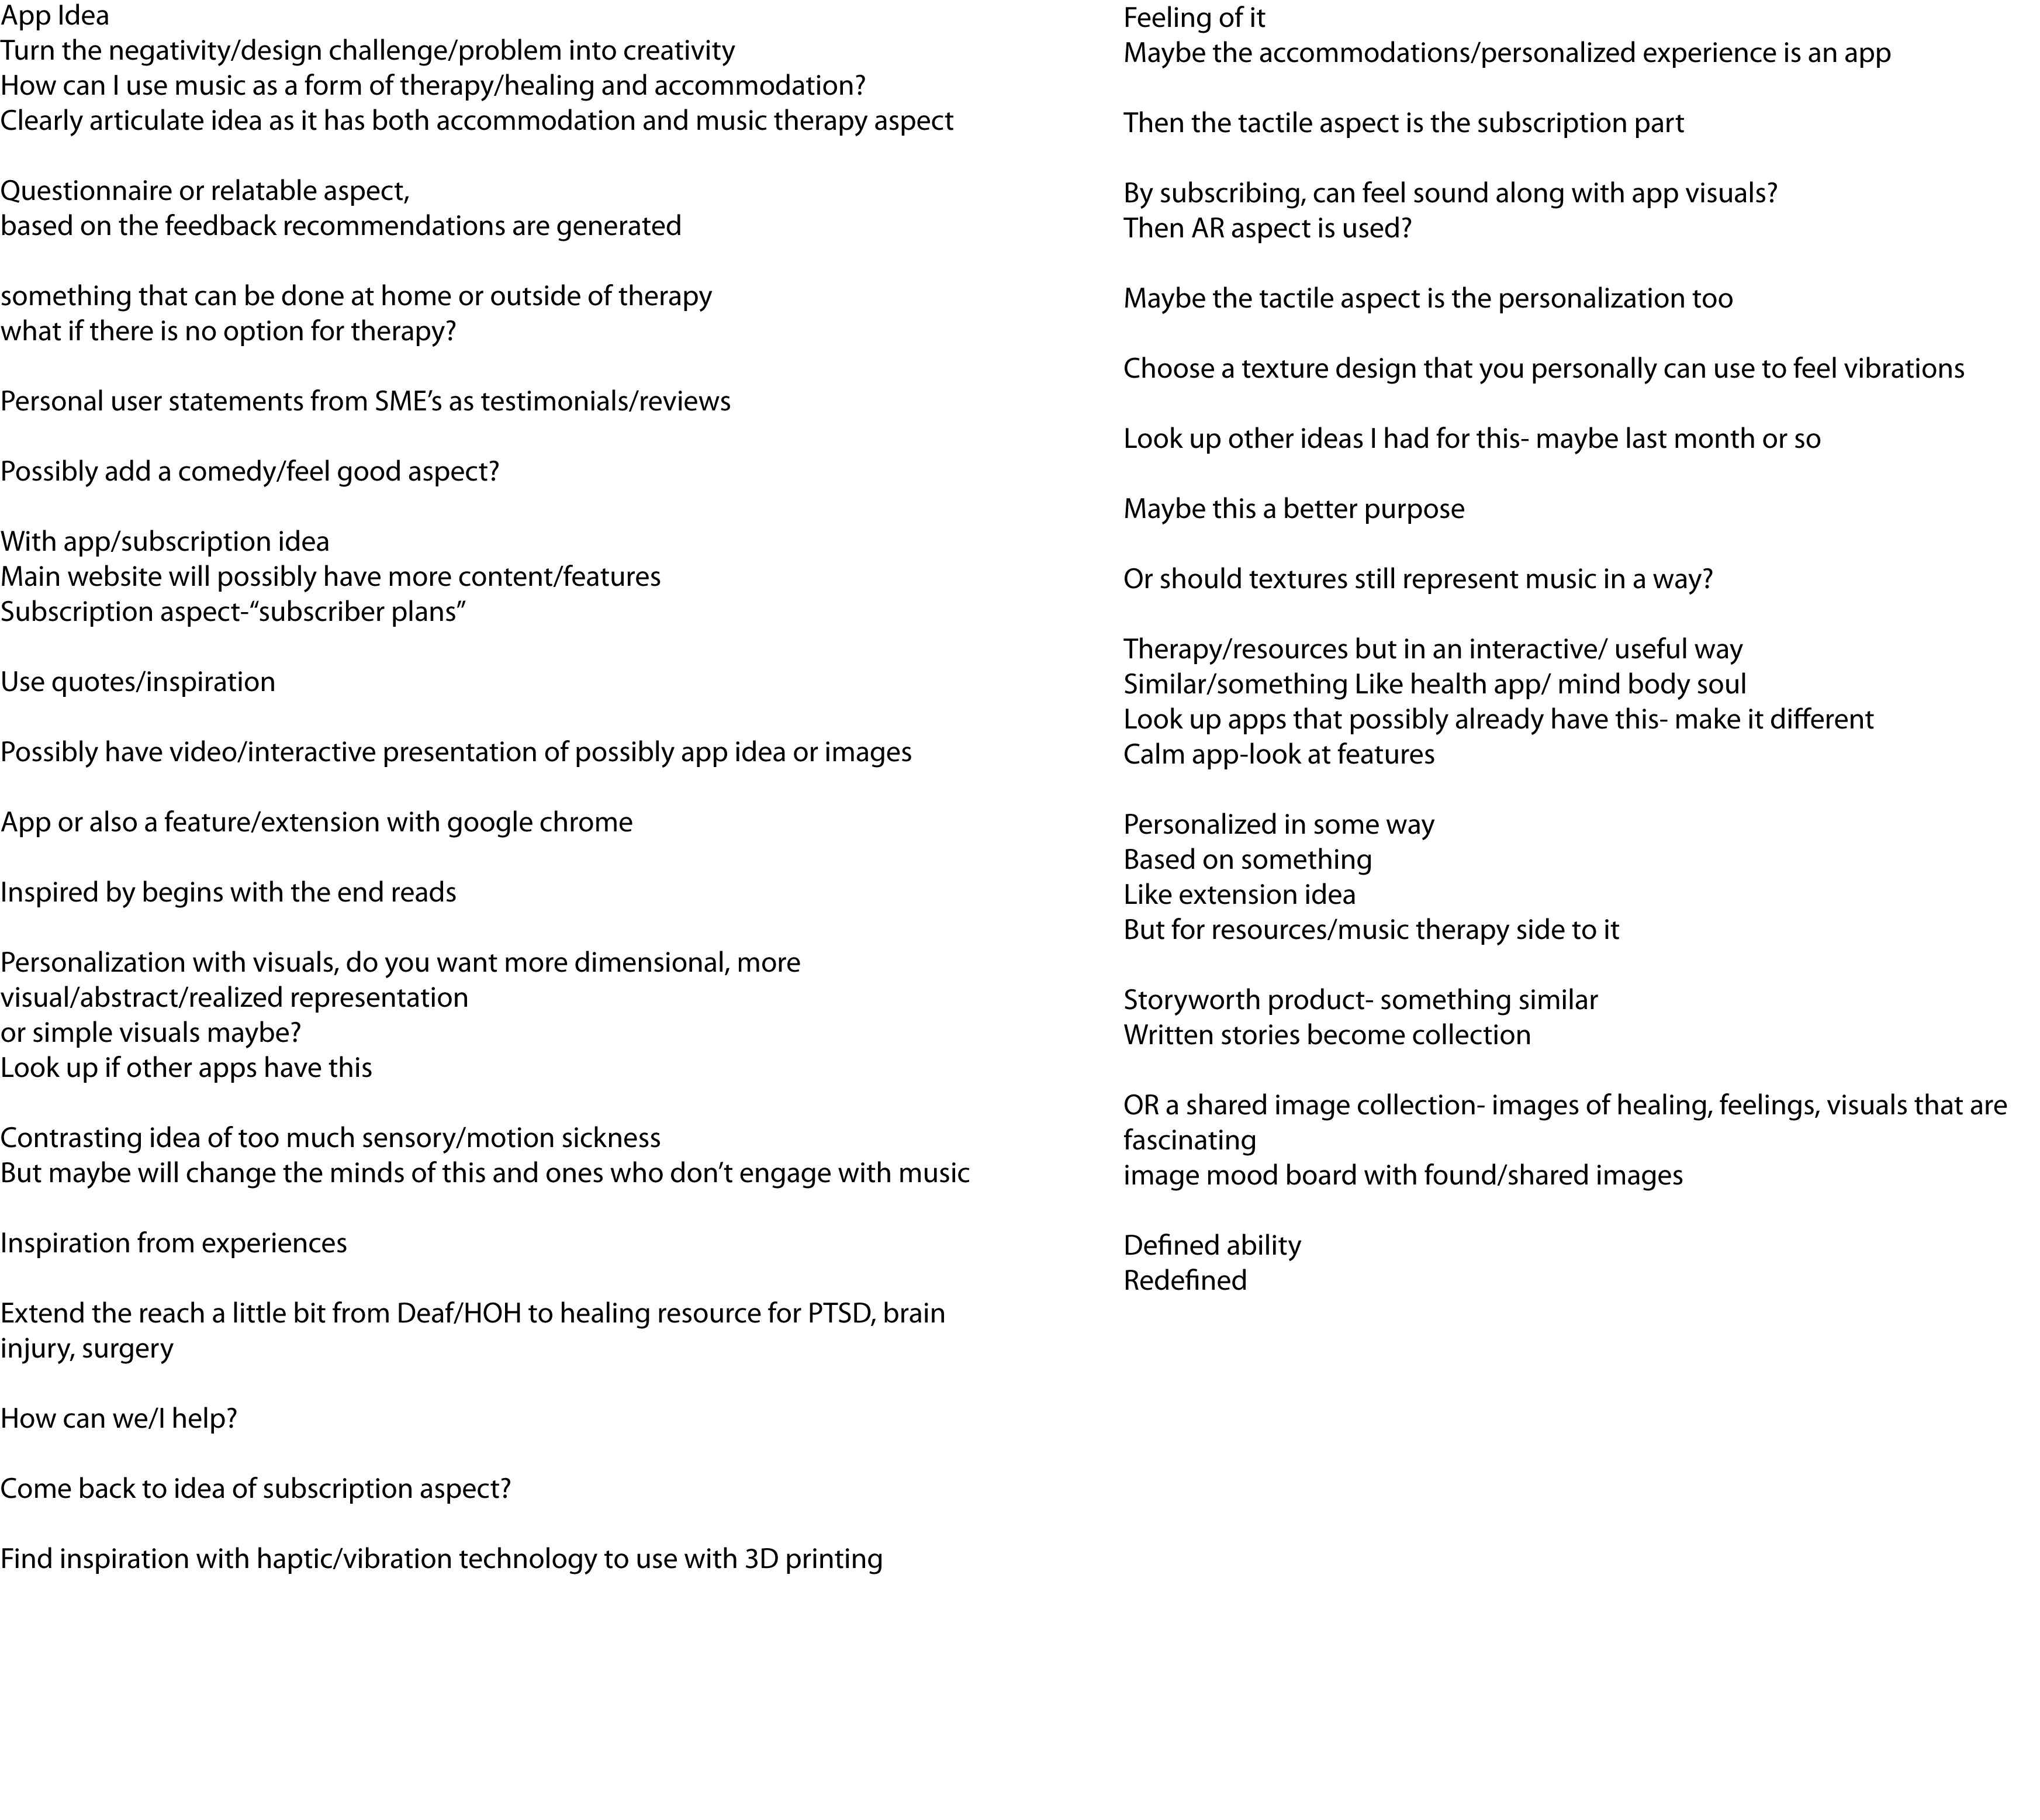 App Idea
Turn the negativity/design challenge/problem into creativity
How can I use music as a form of therapy/healing and accommodation?
Clearly articulate idea as it has both accommodation and music therapy aspect
Questionnaire or relatable aspect,
based on the feedback recommendations are generated
something that can be done at home or outside of therapy
what if there is no option for therapy?
Personal user statements from SME’s as testimonials/reviews
Possibly add a comedy/feel good aspect?
With app/subscription idea
Main website will possibly have more content/features
Subscription aspect-“subscriber plans”
Use quotes/inspiration
Possibly have video/interactive presentation of possibly app idea or images
App or also a feature/extension with google chrome
Inspired by begins with the end reads
Personalization with visuals, do you want more dimensional, more
visual/abstract/realized representation
or simple visuals maybe?
Look up if other apps have this
Contrasting idea of too much sensory/motion sickness
But maybe will change the minds of this and ones who don’t engage with music
Inspiration from experiences
Extend the reach a little bit from Deaf/HOH to healing resource for PTSD, brain
injury, surgery
How can we/I help?
Come back to idea of subscription aspect?
Find inspiration with haptic/vibration technology to use with 3D printing
Feeling of it
Maybe the accommodations/personalized experience is an app
Then the tactile aspect is the subscription part
By subscribing, can feel sound along with app visuals?
Then AR aspect is used?
Maybe the tactile aspect is the personalization too
Choose a texture design that you personally can use to feel vibrations
Look up other ideas I had for this- maybe last month or so
Maybe this a better purpose
Or should textures still represent music in a way?
Therapy/resources but in an interactive/ useful way
Similar/something Like health app/ mind body soul
Look up apps that possibly already have this- make it different
Calm app-look at features
Personalized in some way
Based on something
Like extension idea
But for resources/music therapy side to it
Storyworth product- something similar
Written stories become collection
OR a shared image collection- images of healing, feelings, visuals that are
fascinating
image mood board with found/shared images
Defined ability
Redefined